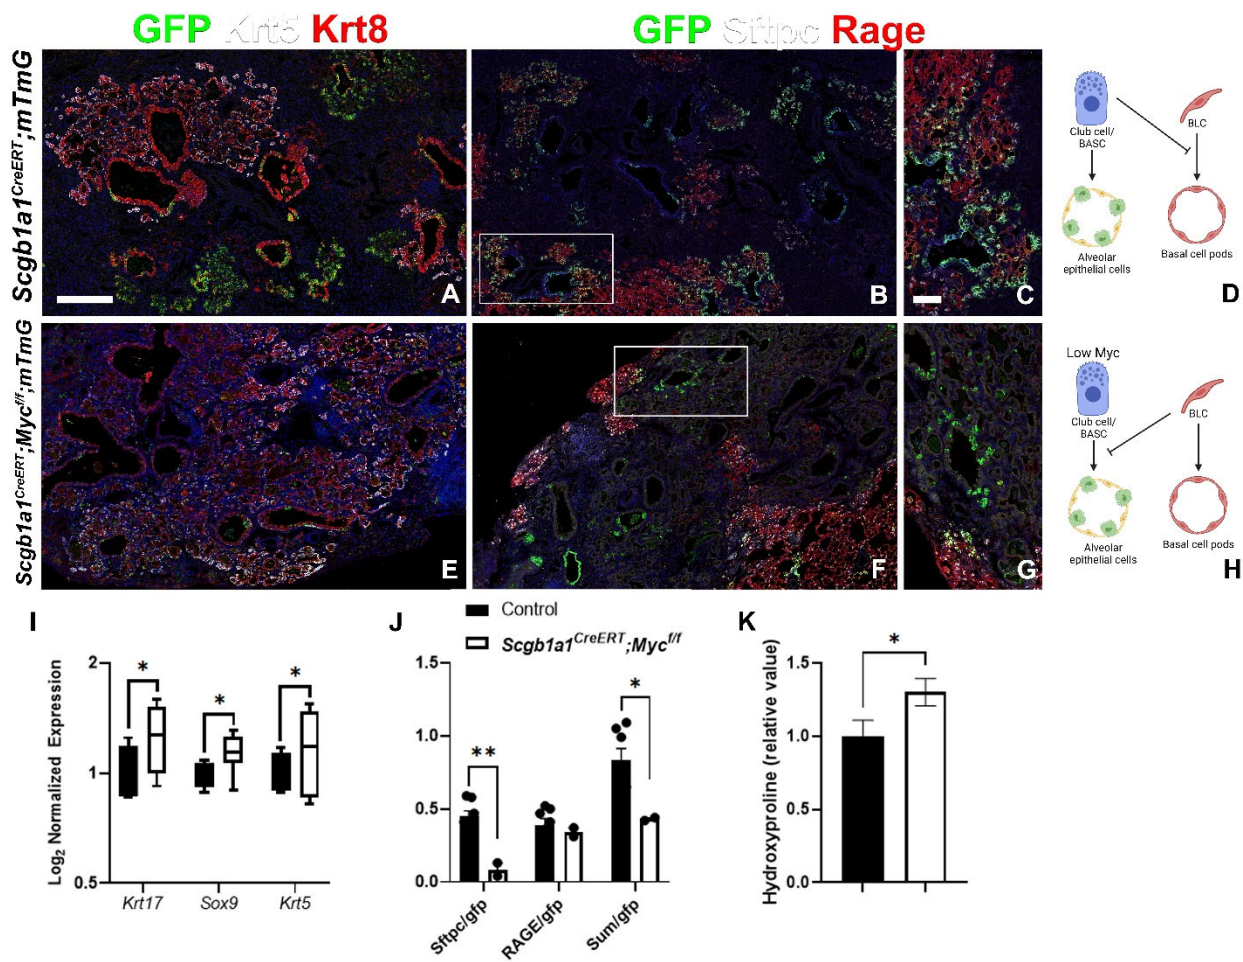 GFP Krt5 Krt8
GFP Sftpc Rage
Scgb1a1CreERT;mTmG
A
B
C
Club cell/
BASC
BLC
Alveolar
epithelial cells
Basal cell pods
D
Scgb1a1CreERT;Mycf/f;mTmG
E
F
G
Low Myc
Club cell/
BASC
BLC
Alveolar
epithelial cells
Basal cell pods
H
I
Log2 Normalized Expression
2
1
0.5
*
*
*
Krt17
Sox9
Krt5
J
Control
Scgb1a1CreERT;Mycf/f
1.5
1.0
0.5
0.0
**
*
Sftpc/gfp
RAGE/gfp
Sum/gfp
K
Hydroxyproline (relative value)
1.5
1.0
0.5
0.0
*